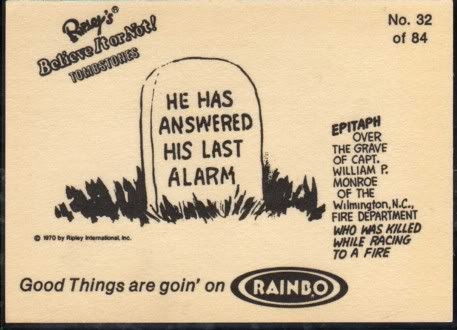 Ripley's®
Believe It or Not!
TOMBSTONES
No. 32
of 84
HE HAS
ANSWERED
HIS LAST
ALARM
EPITAPH
OVER
THE GRAVE
OF CAPT.
WILLIAM P.
MONROE
OF THE
Wilmington, N.C.,
FIRE DEPARTMENT
WHO WAS KILLED
WHILE RACING
TO A FIRE
© 1970 by Ripley International, Inc.
Good Things are goin' on
RAINBO